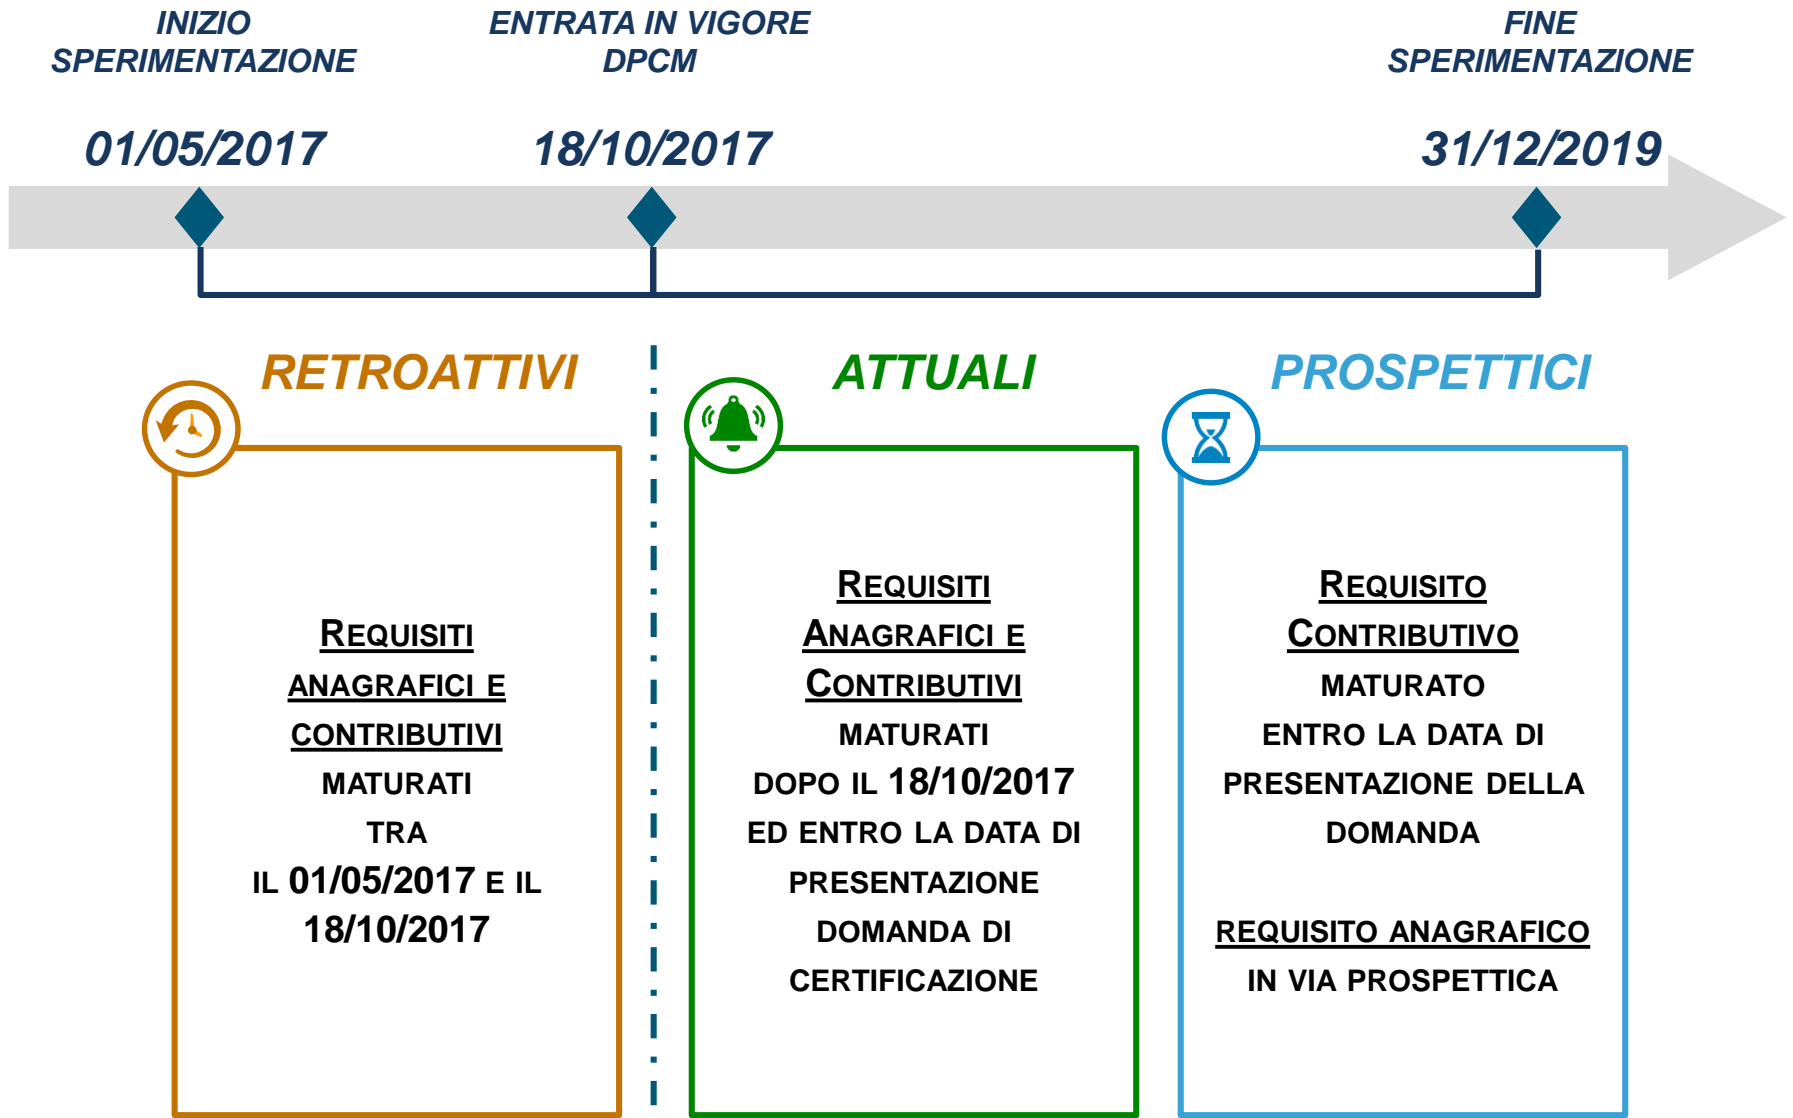 INIZIO
SPERIMENTAZIONE
01/05/2017
ENTRATA IN VIGORE
DPCM
18/10/2017
FINE
SPERIMENTAZIONE
31/12/2019
RETROATTIVI
REQUISITI
ANAGRAFICI E
CONTRIBUTIVI
MATURATI
TRA
IL 01/05/2017 E IL
18/10/2017
ATTUALI
REQUISITI
ANAGRAFICI E
CONTRIBUTIVI
MATURATI
DOPO IL 18/10/2017
ED ENTRO LA DATA DI
PRESENTAZIONE
DOMANDA DI
CERTIFICAZIONE
PROSPETTICI
REQUISITO
CONTRIBUTIVO
MATURATO
ENTRO LA DATA DI
PRESENTAZIONE DELLA
DOMANDA
REQUISITO ANAGRAFICO
IN VIA PROSPETTICA